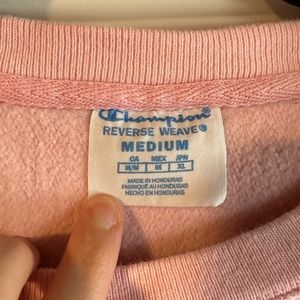 Champion
REVERSE WEAVE®
MEDIUM
CA MEX JPN
M/M M XL
MADE IN HONDURAS
FABRIQUÉ AU HONDURAS
HECHO EN HONDURAS